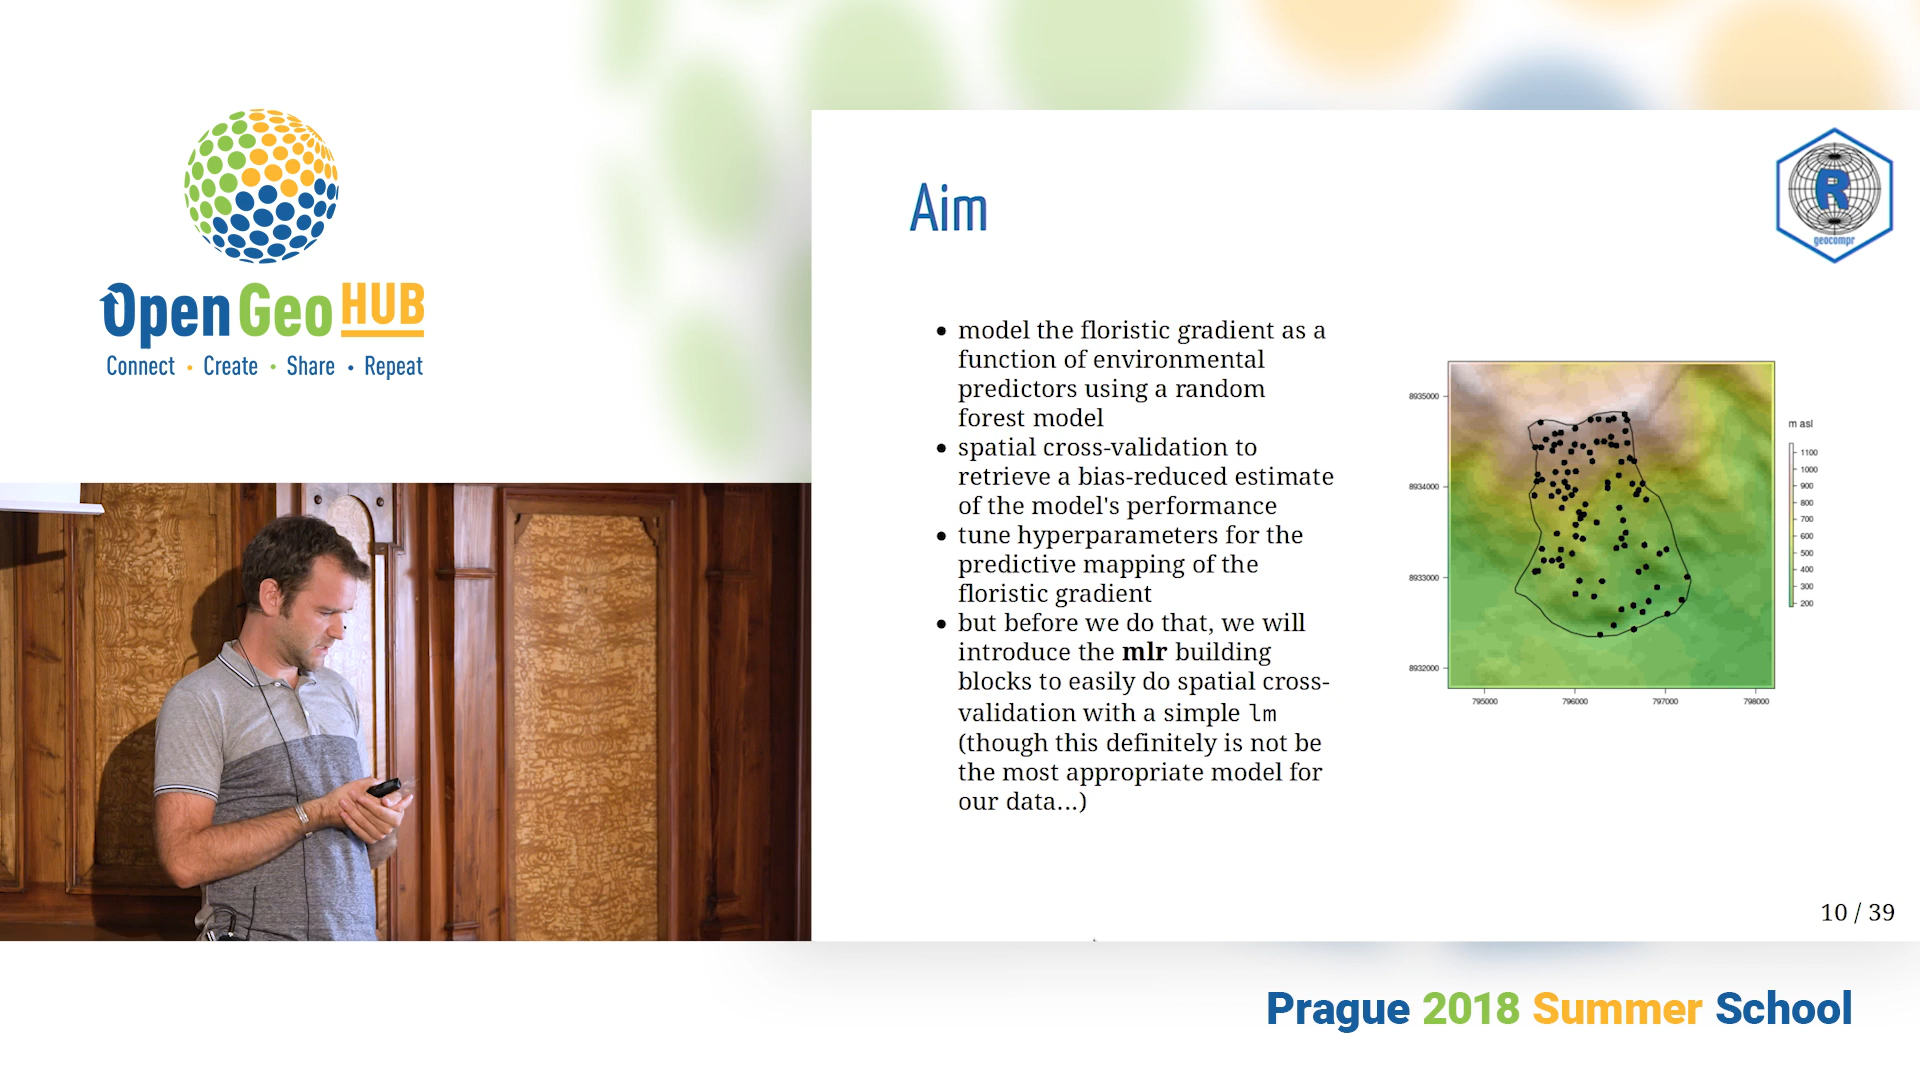 Open Geo HUB
Connect • Create • Share • Repeat
Aim
R
geocompr
• model the floristic gradient as a
function of environmental
predictors using a random
forest model
• spatial cross-validation to
retrieve a bias-reduced estimate
of the model's performance
• tune hyperparameters for the
predictive mapping of the
floristic gradient
• but before we do that, we will
introduce the mlr building
blocks to easily do spatial cross-
validation with a simple lm
(though this definitely is not be
the most appropriate model for
our data...)
8935000
8934000
8933000
8932000
795000
796000
797000
798000
m asl
1100
1000
900
800
700
600
500
400
300
200
10 / 39
Prague 2018 Summer School